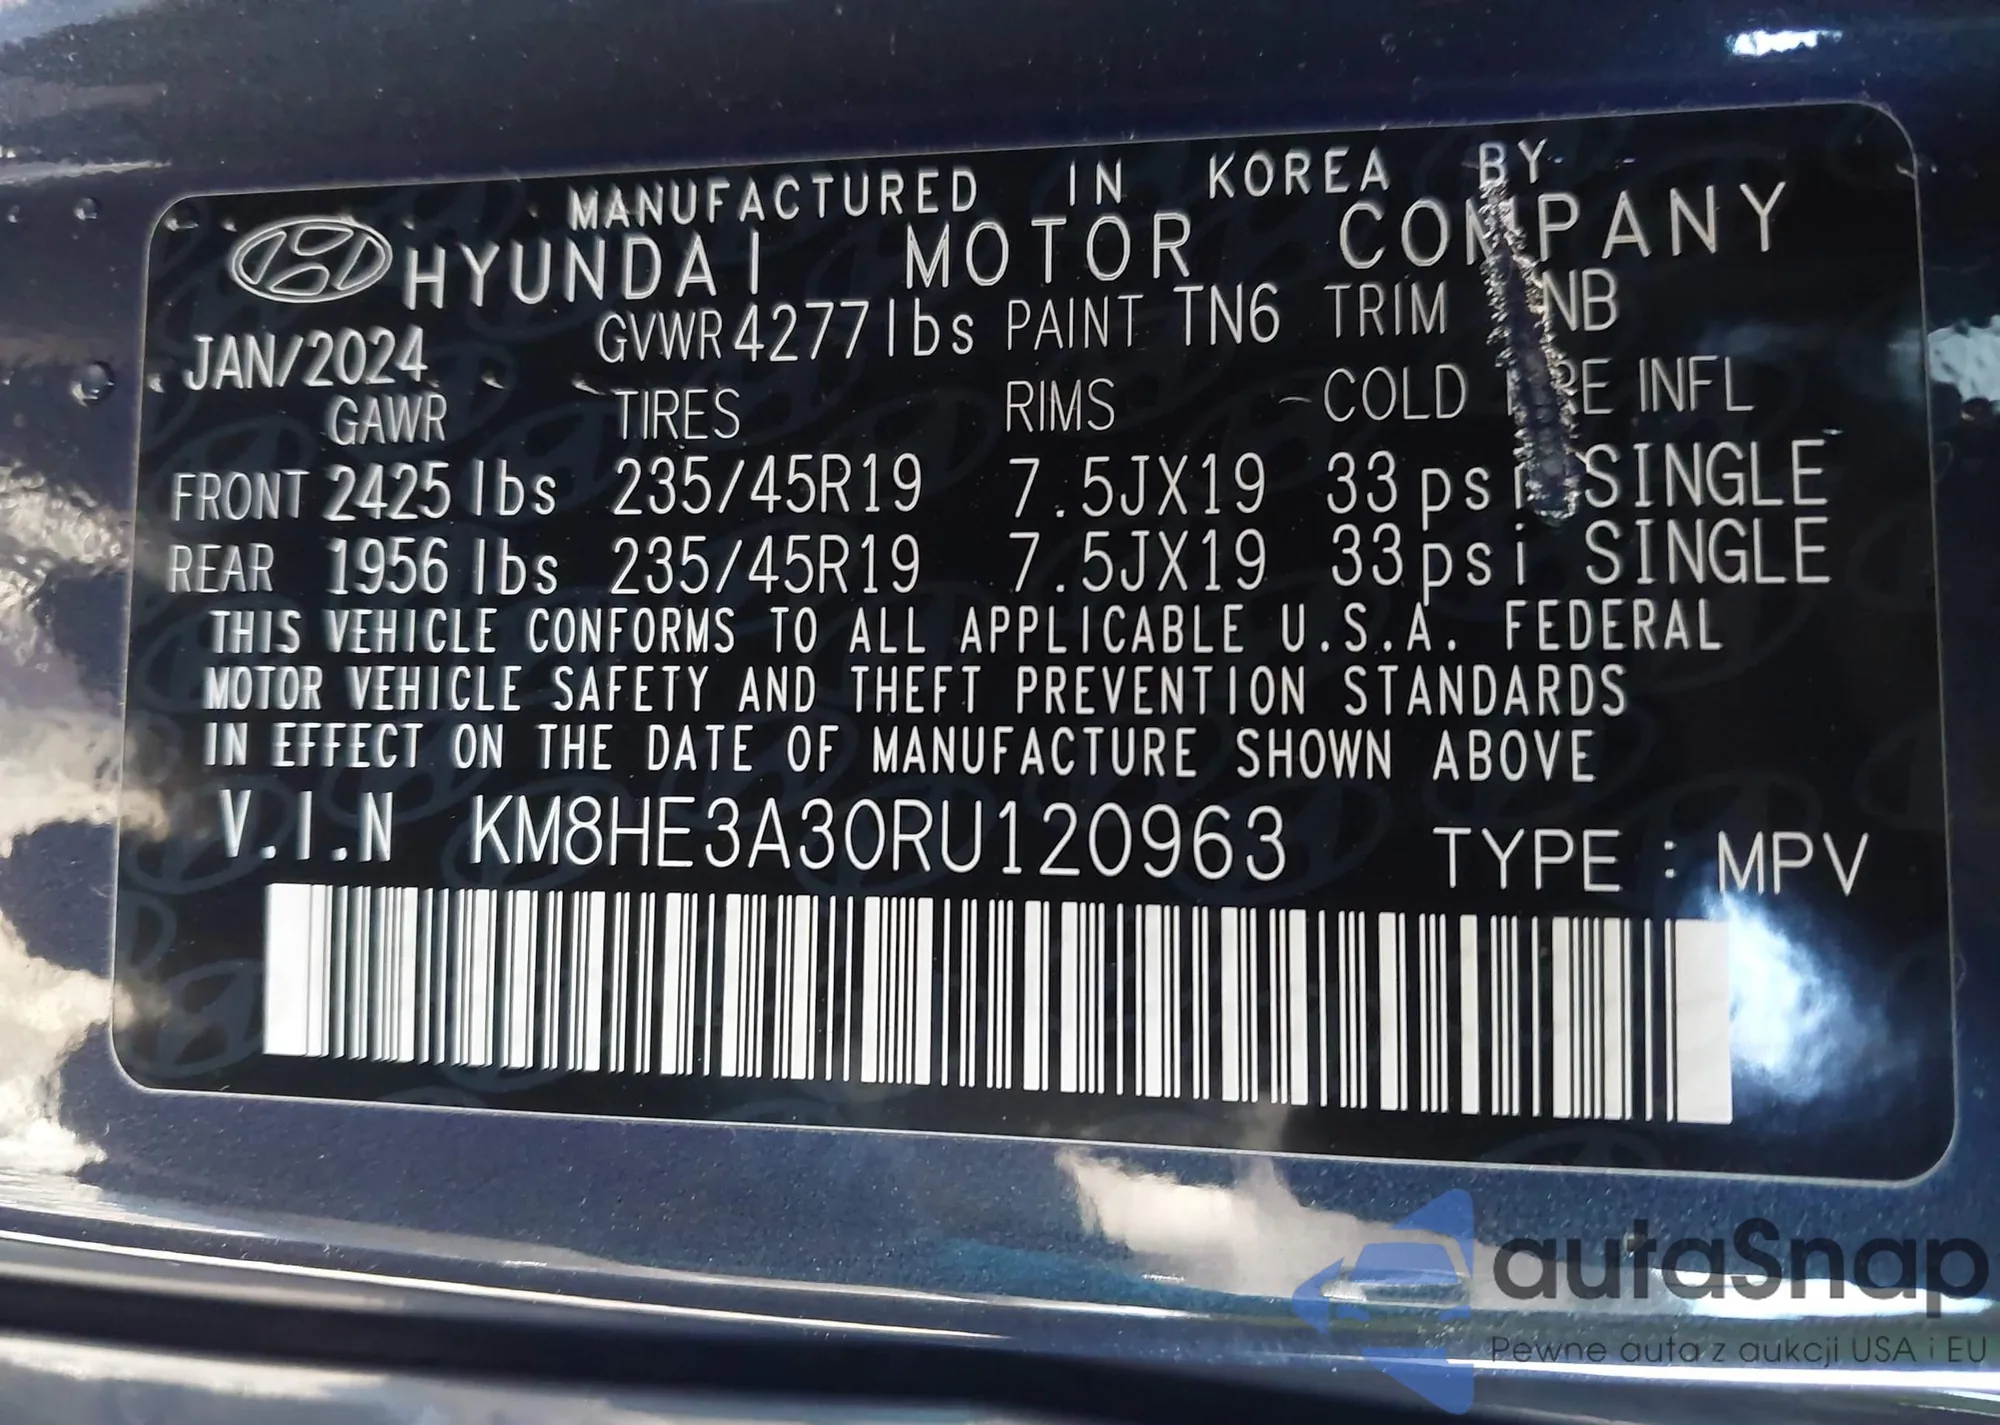 MANUFACTURED IN KOREA BY
HYUNDAI MOTOR COMPANY
JAN/2024 GVWR 4277 lbs PAINT TN6 TRIM NB
GAWR TIRES RIMS COLD INFL
FRONT 2425 lbs 235/45R19 7.5JX19 33 psi SINGLE
REAR 1956 lbs 235/45R19 7.5JX19 33 psi SINGLE
THIS VEHICLE CONFORMS TO ALL APPLICABLE U.S.A. FEDERAL
MOTOR VEHICLE SAFETY AND THEFT PREVENTION STANDARDS
IN EFFECT ON THE DATE OF MANUFACTURE SHOWN ABOVE
V.I.N KM8HE3A30RU120963 TYPE : MPV
autaSnap
Pewne auta z aukcji USA i EU